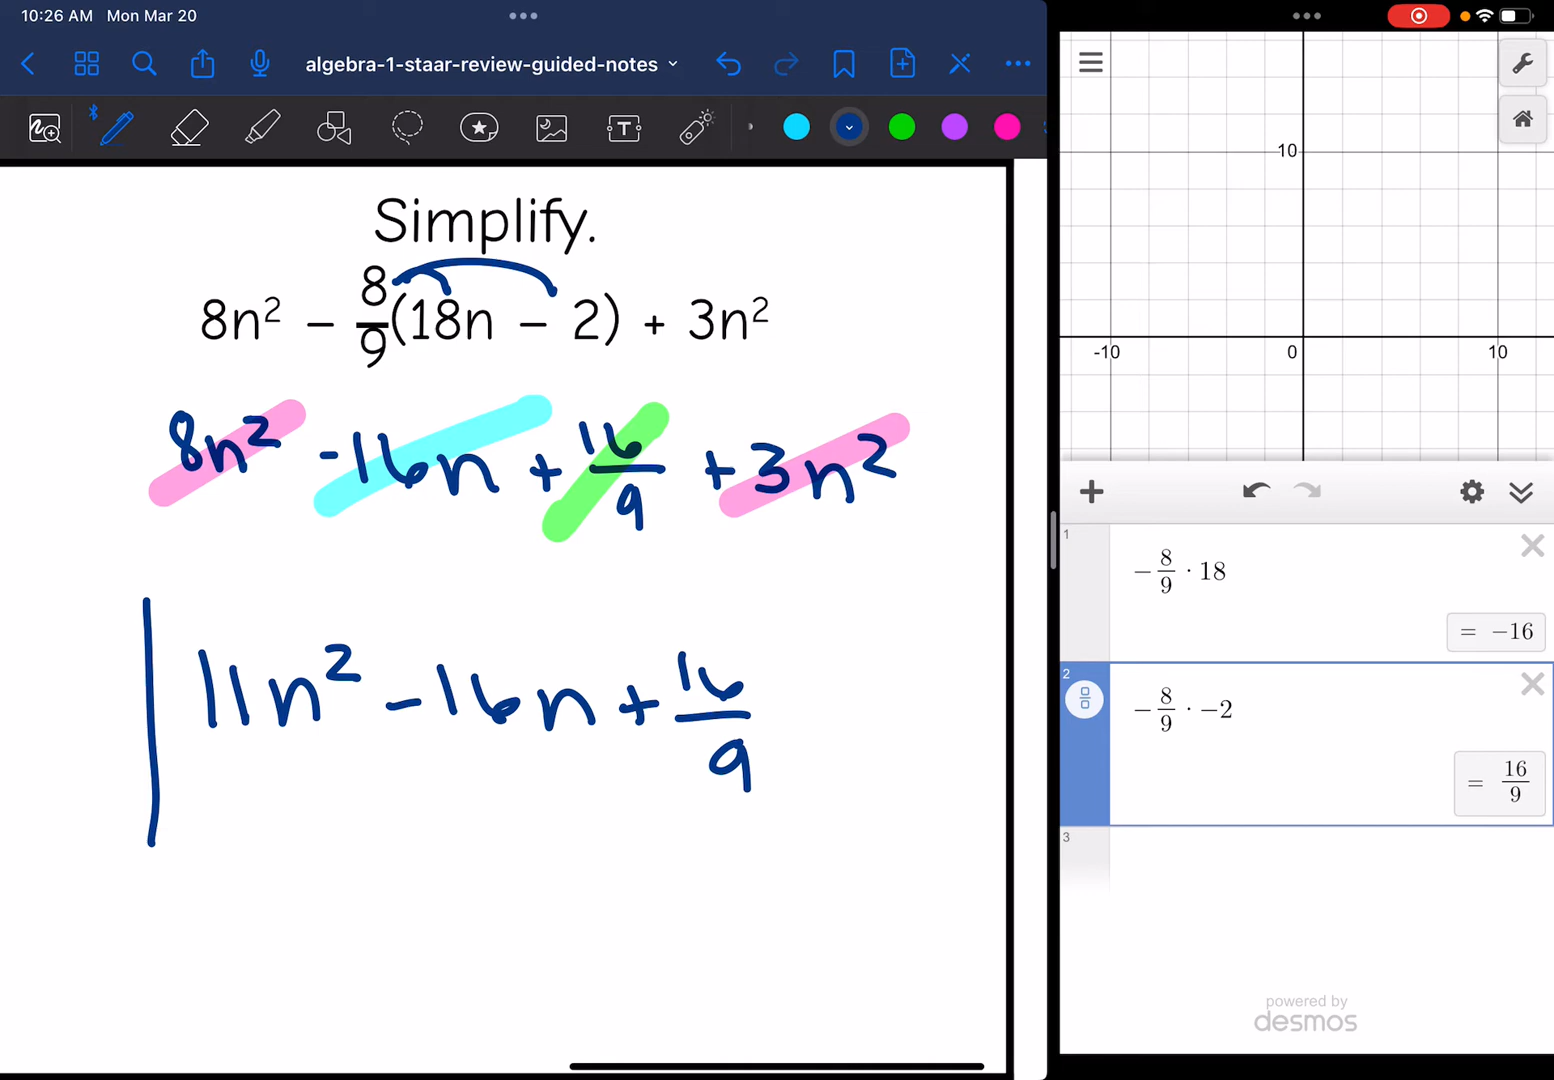 10:26 AM Mon Mar 20
algebra-1-staar-review-guided-notes
T
Simplify.
8n² − 8/9(18n − 2) + 3n²
8n² -16n + 16/9 + 3n²
11n² - 16n + 16/9
10
-10 0 10
1
−8/9 · 18
= −16
2
−8/9 · −2
= 16/9
3
powered by
desmos